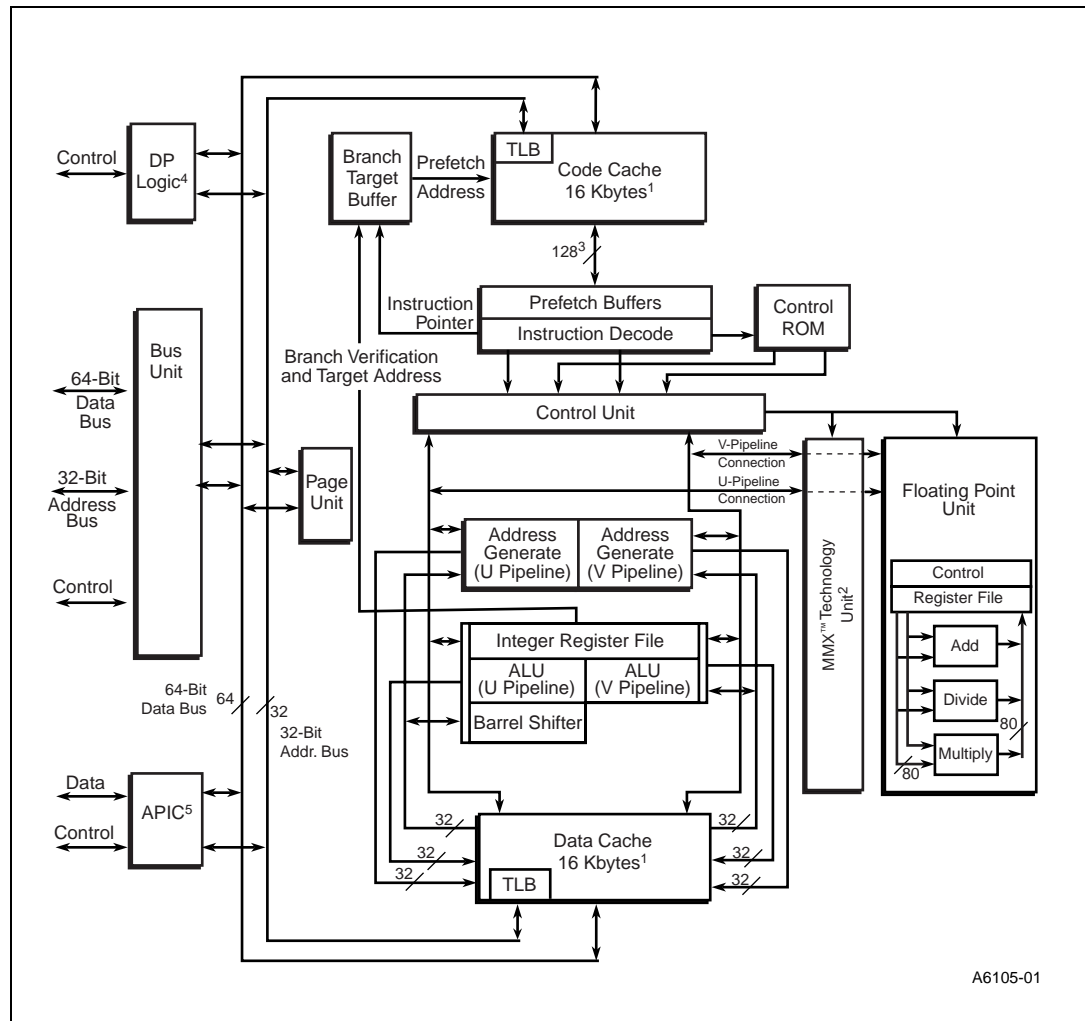 DP
Logic4
Control
Branch
Target
Buffer
Prefetch
Address
TLB
Code Cache
16 Kbytes1
1283
Prefetch Buffers
Instruction Decode
Instruction
Pointer
Control
ROM
Branch Verification
and Target Address
Control Unit
Bus
Unit
64-Bit
Data
Bus
32-Bit
Address
Bus
Control
Page
Unit
V-Pipeline
Connection
U-Pipeline
Connection
MMX™ Technology
Unit2
Floating Point
Unit
Control
Register File
Add
Divide
Multiply
80
80
Address
Generate
(U Pipeline)
Address
Generate
(V Pipeline)
Integer Register File
ALU
(U Pipeline)
ALU
(V Pipeline)
Barrel Shifter
64-Bit
Data Bus
64
32
32-Bit
Addr. Bus
Data
Control
APIC5
32
32
32
Data Cache
16 Kbytes1
TLB
32
32
32
A6105-01